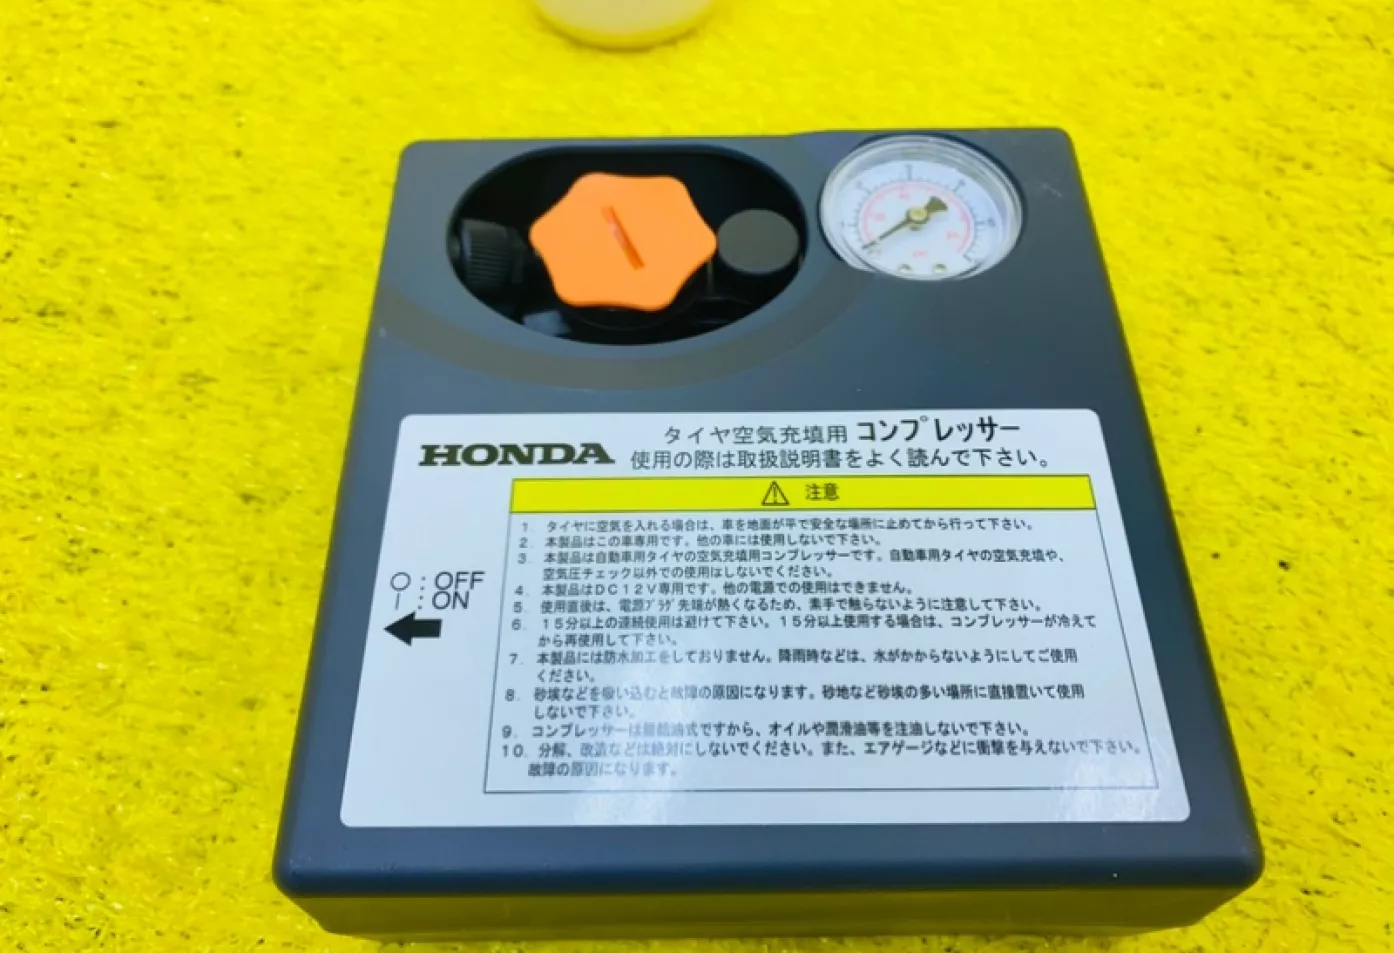 HONDA
タイヤ空気充填用 コンプレッサー
使用の際は取扱説明書をよく読んで下さい。
注意
1. タイヤに空気を入れる場合は、車を地面が平で安全な場所に止めてから行って下さい。
2. 本製品はこの車専用です。他の車には使用しないで下さい。
3. 本製品は自動車用タイヤの空気充填用コンプレッサーです。自動車用タイヤの空気充填や、
空気圧チェック以外での使用はしないでください。
4. 本製品はDC12V専用です。他の電源での使用はできません。
5. 使用直後は、電源プラグ先端が熱くなるため、素手で触らないように注意して下さい。
6. 15分以上の連続使用は避けて下さい。15分以上使用する場合は、コンプレッサーが冷えて
から再使用して下さい。
7. 本製品には防水加工をしておりません。降雨時などは、水がかからないようにしてご使用
ください。
8. 砂埃などを吸い込むと故障の原因になります。砂地など砂埃の多い場所に直接置いて使用
しないで下さい。
9. コンプレッサーは無給油式ですから、オイルや潤滑油等を注油しないで下さい。
10. 分解、改造などは絶対にしないでください。また、エアゲージなどに衝撃を与えないで下さい。
故障の原因になります。
○：OFF
｜：ON